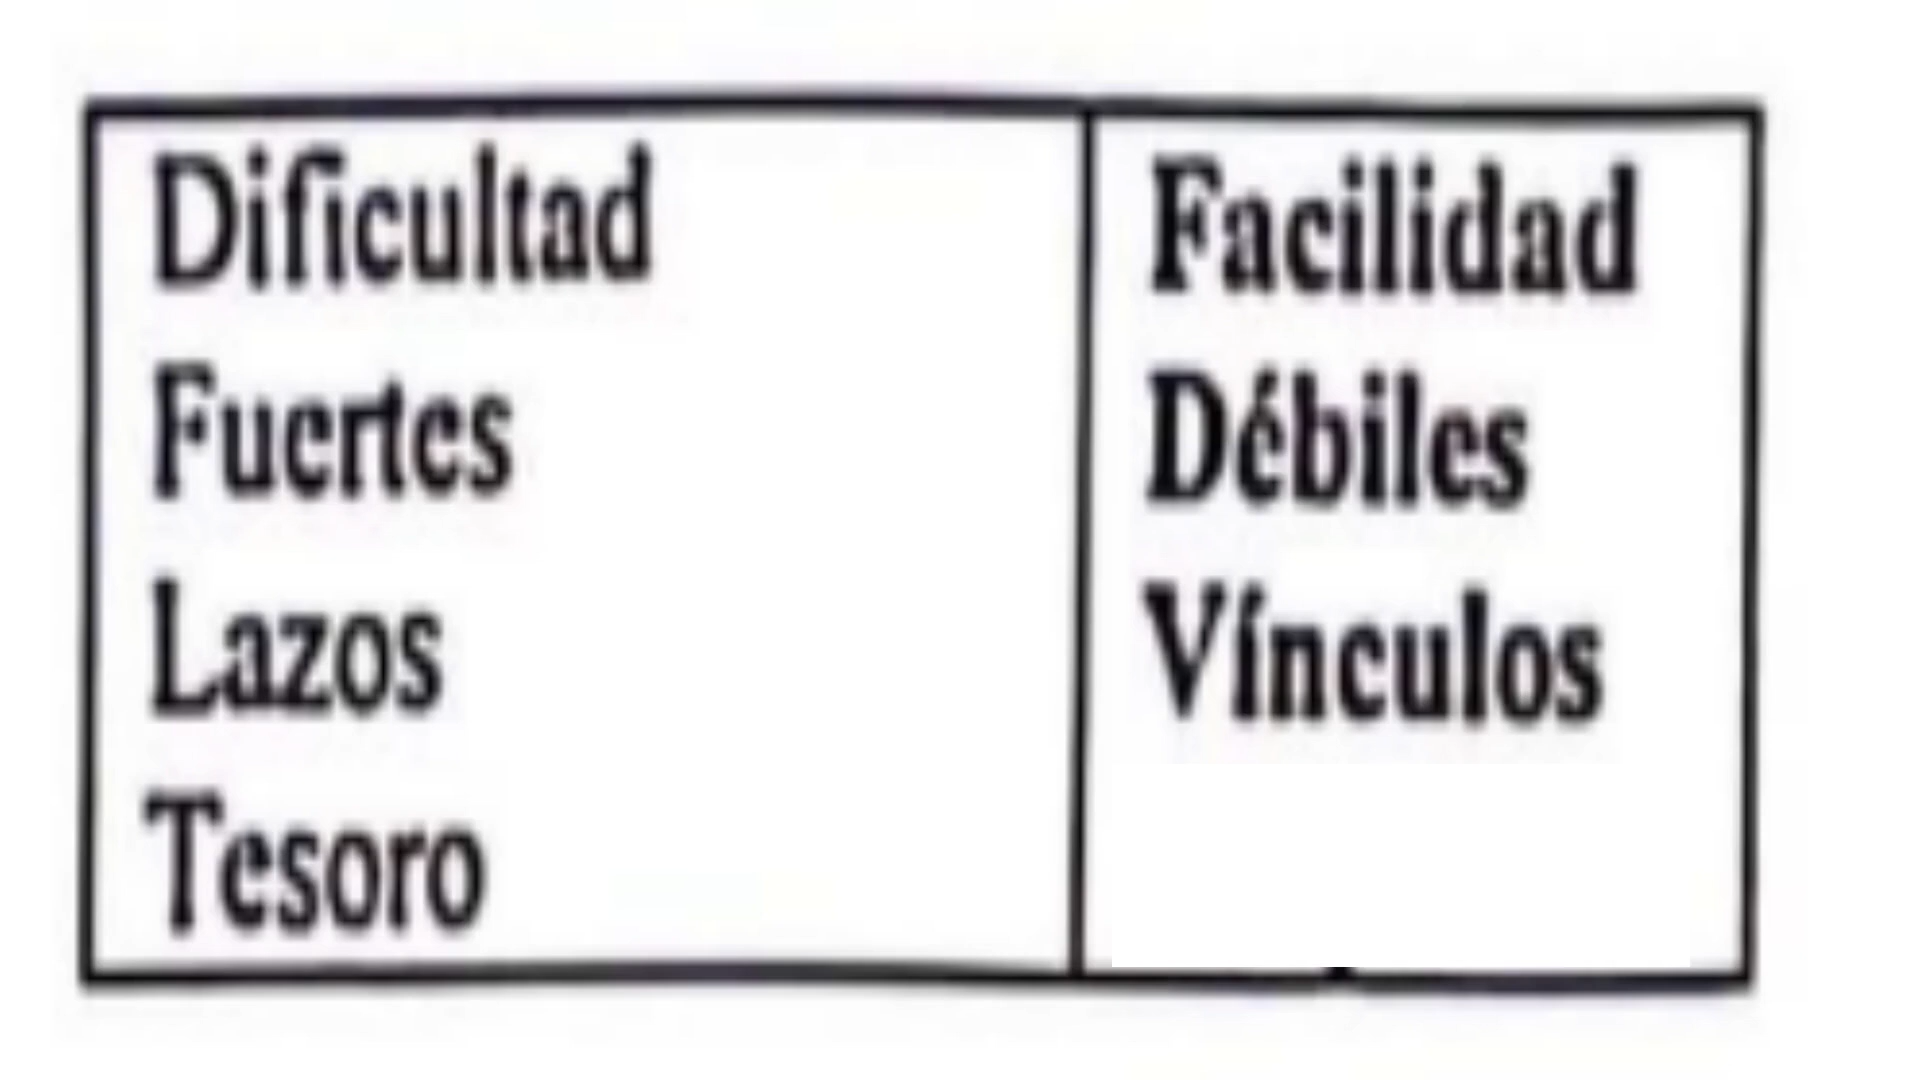 Dificultad
Fuertes
Lazos
Tesoro
Facilidad
Débiles
Vínculos